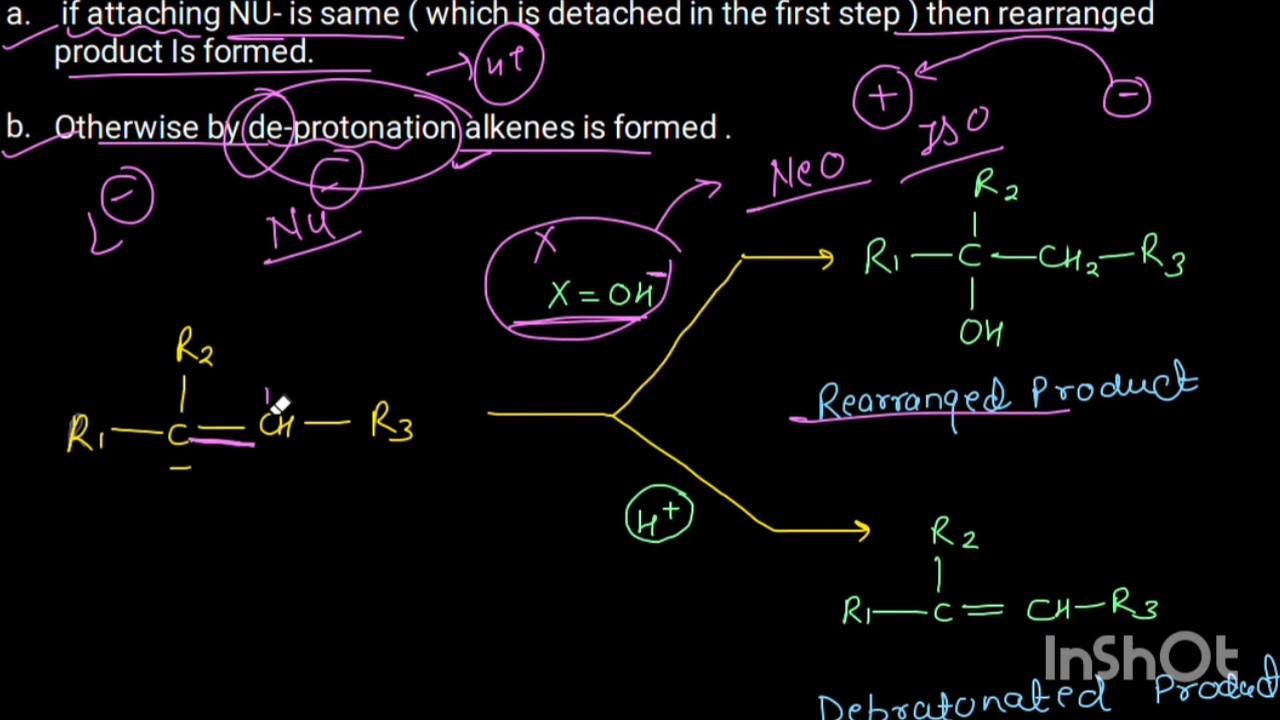 a. if attaching NU- is same ( which is detached in the first step ) then rearranged
product Is formed.
→ H+
b. Otherwise by de-protonation alkenes is formed .
+
−
ISO
NeO
L −
NU −
X
X = OH−
R2
R1—C—CH2—R3
OH
Rearranged Product
R2
R1—C=CH—R3
H+
R2
R1—C=CH—R3
InShOt
Debratonated Product